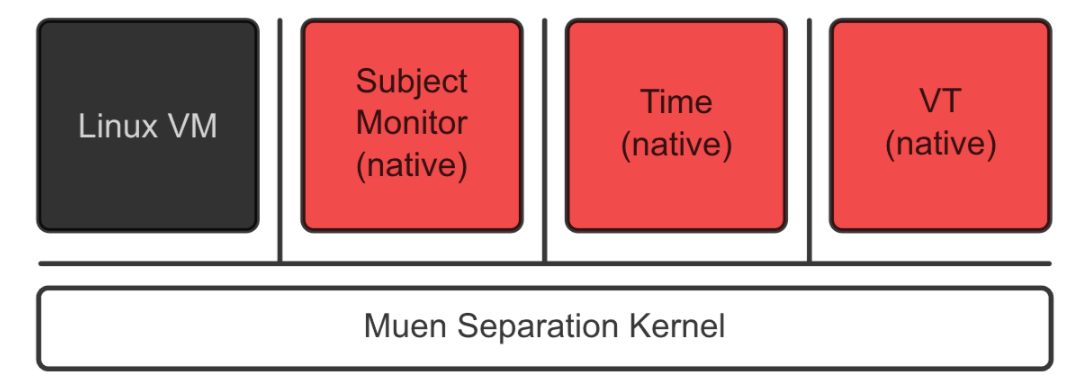 Linux VM
Subject
Monitor
(native)
Time
(native)
VT
(native)
Muen Separation Kernel